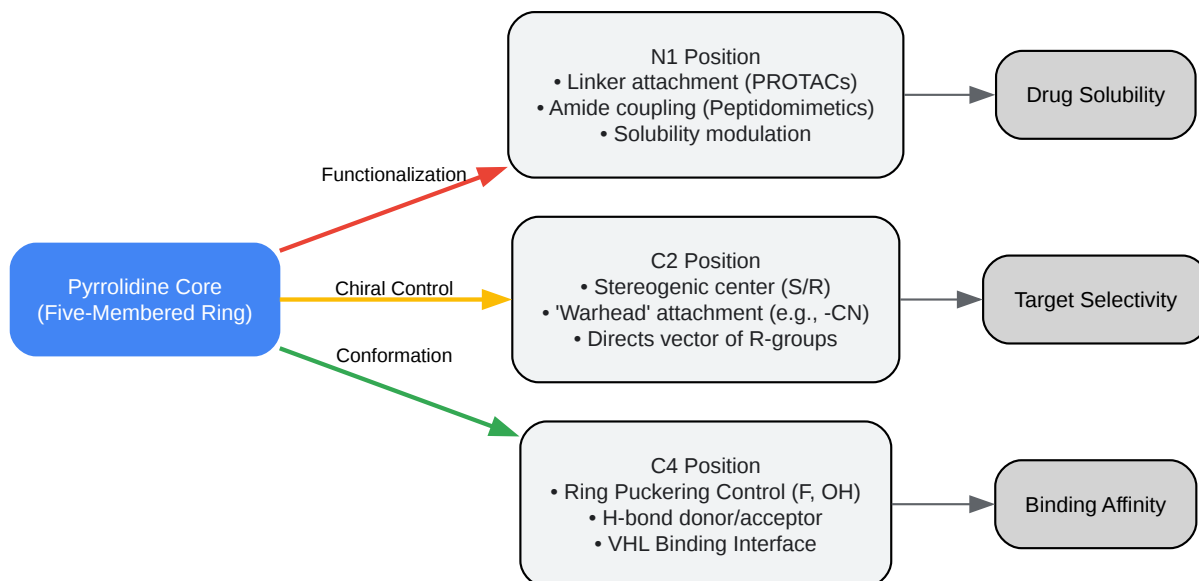 Pyrrolidine Core
(Five-Membered Ring)
Functionalization
Chiral Control
Conformation
N1 Position
• Linker attachment (PROTACs)
• Amide coupling (Peptidomimetics)
• Solubility modulation
Drug Solubility
C2 Position
• Stereogenic center (S/R)
• 'Warhead' attachment (e.g., -CN)
• Directs vector of R-groups
Target Selectivity
C4 Position
• Ring Puckering Control (F, OH)
• H-bond donor/acceptor
• VHL Binding Interface
Binding Affinity